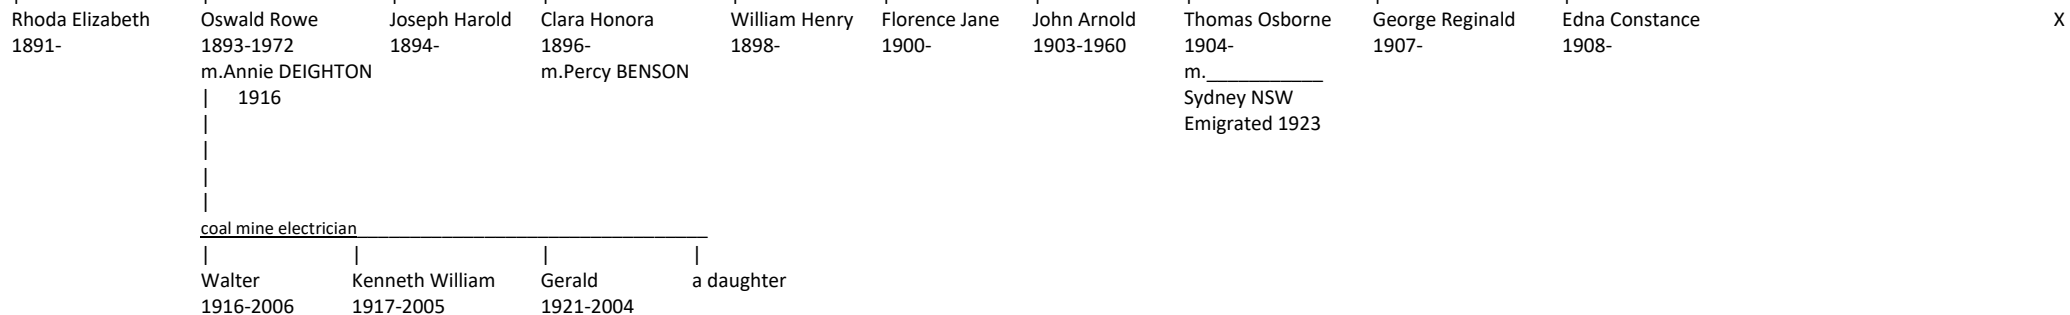 Rhoda Elizabeth Oswald Rowe Joseph Harold Clara Honora William Henry Florence Jane John Arnold Thomas Osborne George Reginald Edna Constance X
1891- 1893-1972 1894- 1896- 1898- 1900- 1903-1960 1904- 1907- 1908-
m.Annie DEIGHTON m.Percy BENSON m.___________
| 1916 Sydney NSW
| Emigrated 1923
|
|
|
coal mine electrician_________________________________
| | | |
Walter Kenneth William Gerald a daughter
1916-2006 1917-2005 1921-2004